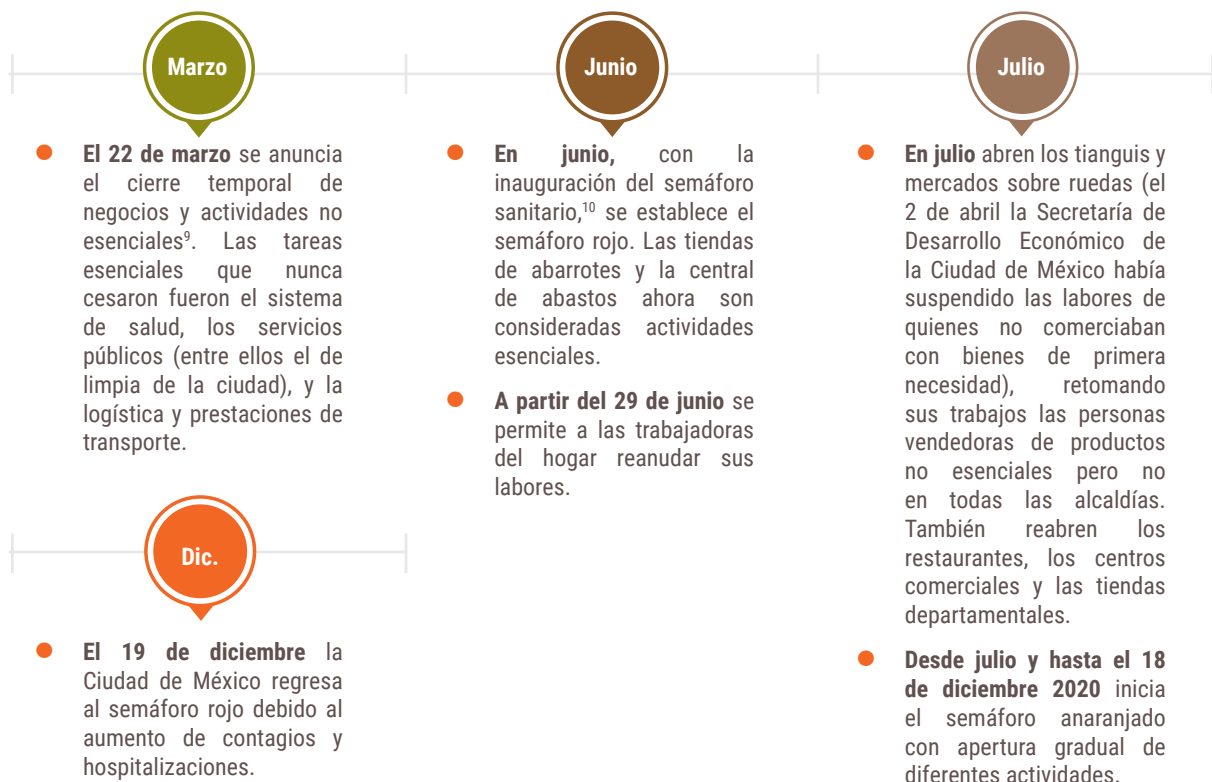 Marzo
El 22 de marzo se anuncia
el cierre temporal de
negocios y actividades no
esenciales⁹. Las tareas
esenciales que nunca
cesaron fueron el sistema
de salud, los servicios
públicos (entre ellos el de
limpia de la ciudad), y la
logística y prestaciones de
transporte.
Junio
En junio, con la
inauguración del semáforo
sanitario,¹⁰ se establece el
semáforo rojo. Las tiendas
de abarrotes y la central
de abastos ahora son
consideradas actividades
esenciales.
A partir del 29 de junio se
permite a las trabajadoras
del hogar reanudar sus
labores.
Julio
En julio abren los tianguis y
mercados sobre ruedas (el
2 de abril la Secretaría de
Desarrollo Económico de
la Ciudad de México había
suspendido las labores de
quienes no comerciaban
con bienes de primera
necesidad), retomando
sus trabajos las personas
vendedoras de productos
no esenciales pero no
en todas las alcaldías.
También reabren los
restaurantes, los centros
comerciales y las tiendas
departamentales.
Desde julio y hasta el 18
de diciembre 2020 inicia
el semáforo anaranjado
con apertura gradual de
diferentes actividades.
Dic.
El 19 de diciembre la
Ciudad de México regresa
al semáforo rojo debido al
aumento de contagios y
hospitalizaciones.